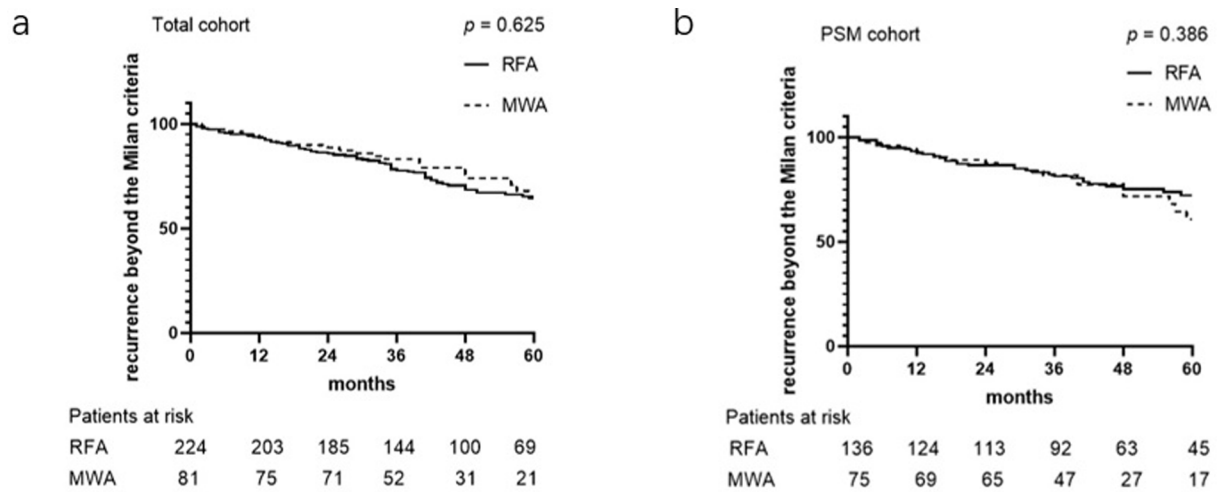 a
Total cohort
p = 0.625
RFA
MWA
recurrence beyond the Milan criteria
100
50
0
0 12 24 36 48 60
months
Patients at risk
RFA 224 203 185 144 100 69
MWA 81 75 71 52 31 21
b
PSM cohort
p = 0.386
RFA
MWA
recurrence beyond the Milan criteria
100
50
0
0 12 24 36 48 60
months
Patients at risk
RFA 136 124 113 92 63 45
MWA 75 69 65 47 27 17